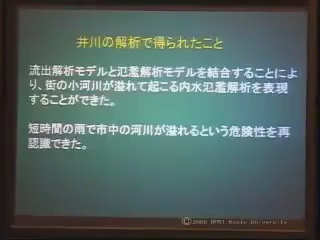 井川の解析で得られたこと
流出解析モデルと氾濫解析モデルを結合することによ
り、街の小河川が溢れて起こる内水氾濫解析を表現
することができた。
短時間の雨で市中の河川が溢れるという危険性を再
認識できた。
Ⓒ2008 DPRI Kyoto University